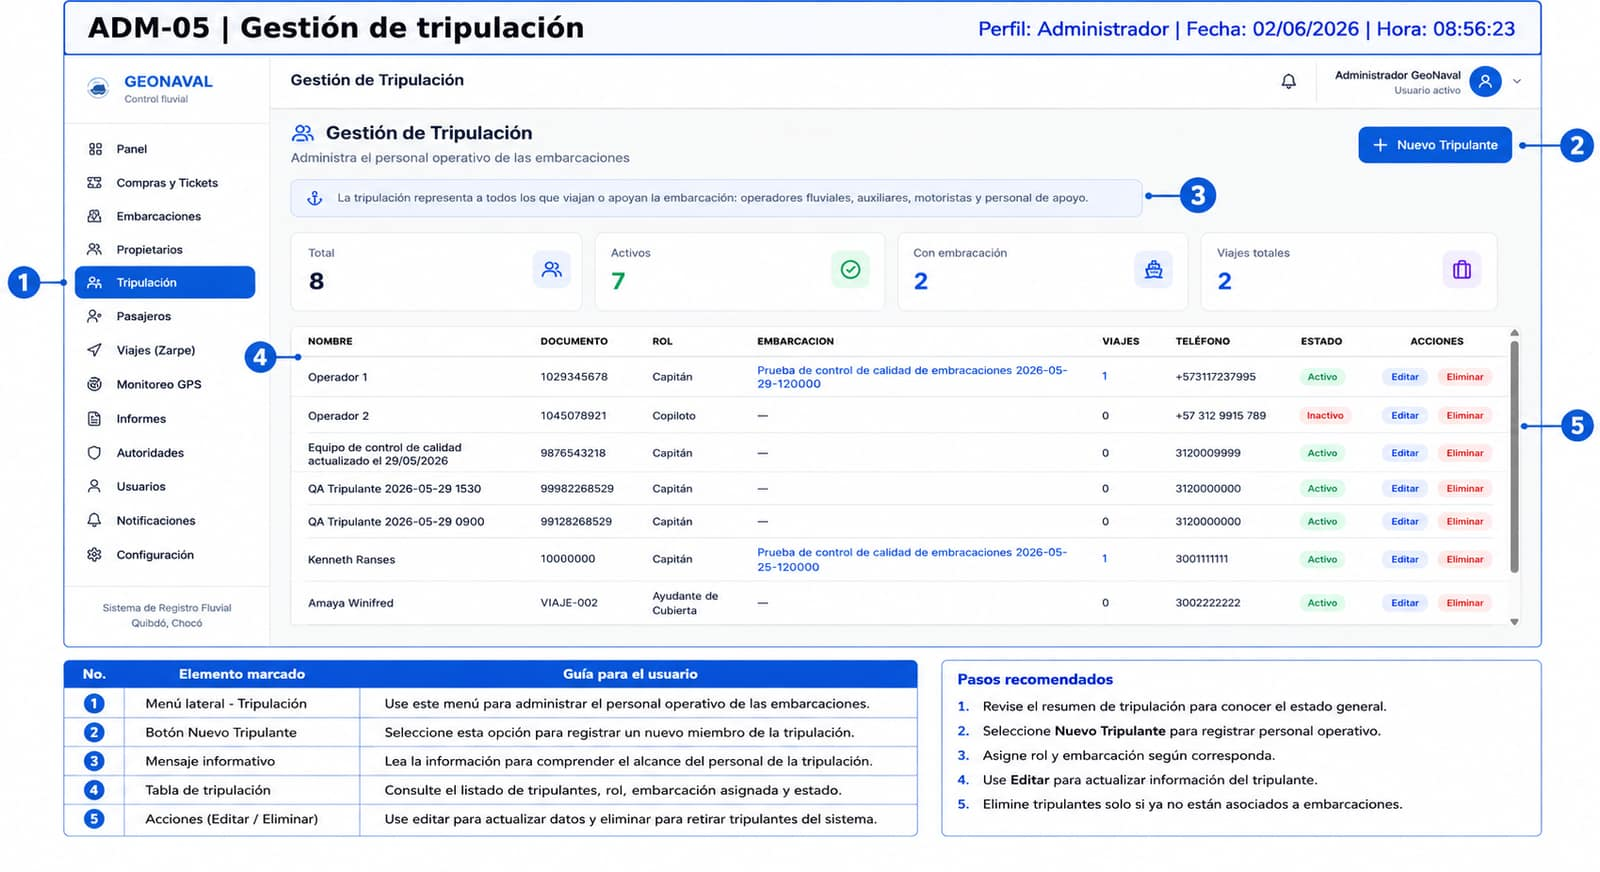 ADM-05 | Gestión de tripulación
Perfil: Administrador | Fecha: 02/06/2026 | Hora: 08:56:23
GEONAVAL
Control fluvial
Gestión de Tripulación
Administrador GeoNaval
Usuario activo
Panel
Compras y Tickets
Embarcaciones
Propietarios
1
Tripulación
Pasajeros
Viajes (Zarpe)
Monitoreo GPS
Informes
Autoridades
Usuarios
Notificaciones
Configuración
Sistema de Registro Fluvial
Quibdó, Chocó
Gestión de Tripulación
Administra el personal operativo de las embarcaciones
+ Nuevo Tripulante
2
La tripulación representa a todos los que viajan o apoyan la embarcación: operadores fluviales, auxiliares, motoristas y personal de apoyo.
3
Total
8
Activos
7
Con embracación
2
Viajes totales
2
4
NOMBRE DOCUMENTO ROL EMBARCACION VIAJES TELÉFONO ESTADO ACCIONES
Operador 1 1029345678 Capitán Prueba de control de calidad de embracaciones 2026-05-
29-120000 1 +573117237995 Activo Editar Eliminar
Operador 2 1045078921 Copiloto — 0 +57 312 9915 789 Inactivo Editar Eliminar
5
Equipo de control de calidad
actualizado el 29/05/2026 9876543218 Capitán — 0 3120009999 Activo Editar Eliminar
QA Tripulante 2026-05-29 1530 99982268529 Capitán — 0 3120000000 Activo Editar Eliminar
QA Tripulante 2026-05-29 0900 99128268529 Capitán — 0 3120000000 Activo Editar Eliminar
Kenneth Ranses 10000000 Capitán Prueba de control de calidad de embracaciones 2026-05-
25-120000 1 3001111111 Activo Editar Eliminar
Amaya Winifred VIAJE-002 Ayudante de
Cubierta — 0 3002222222 Activo Editar Eliminar
No. Elemento marcado Guía para el usuario
1 Menú lateral - Tripulación Use este menú para administrar el personal operativo de las embarcaciones.
2 Botón Nuevo Tripulante Seleccione esta opción para registrar un nuevo miembro de la tripulación.
3 Mensaje informativo Lea la información para comprender el alcance del personal de la tripulación.
4 Tabla de tripulación Consulte el listado de tripulantes, rol, embarcación asignada y estado.
5 Acciones (Editar / Eliminar) Use editar para actualizar datos y eliminar para retirar tripulantes del sistema.
Pasos recomendados
1. Revise el resumen de tripulación para conocer el estado general.
2. Seleccione Nuevo Tripulante para registrar personal operativo.
3. Asigne rol y embarcación según corresponda.
4. Use Editar para actualizar información del tripulante.
5. Elimine tripulantes solo si ya no están asociados a embarcaciones.